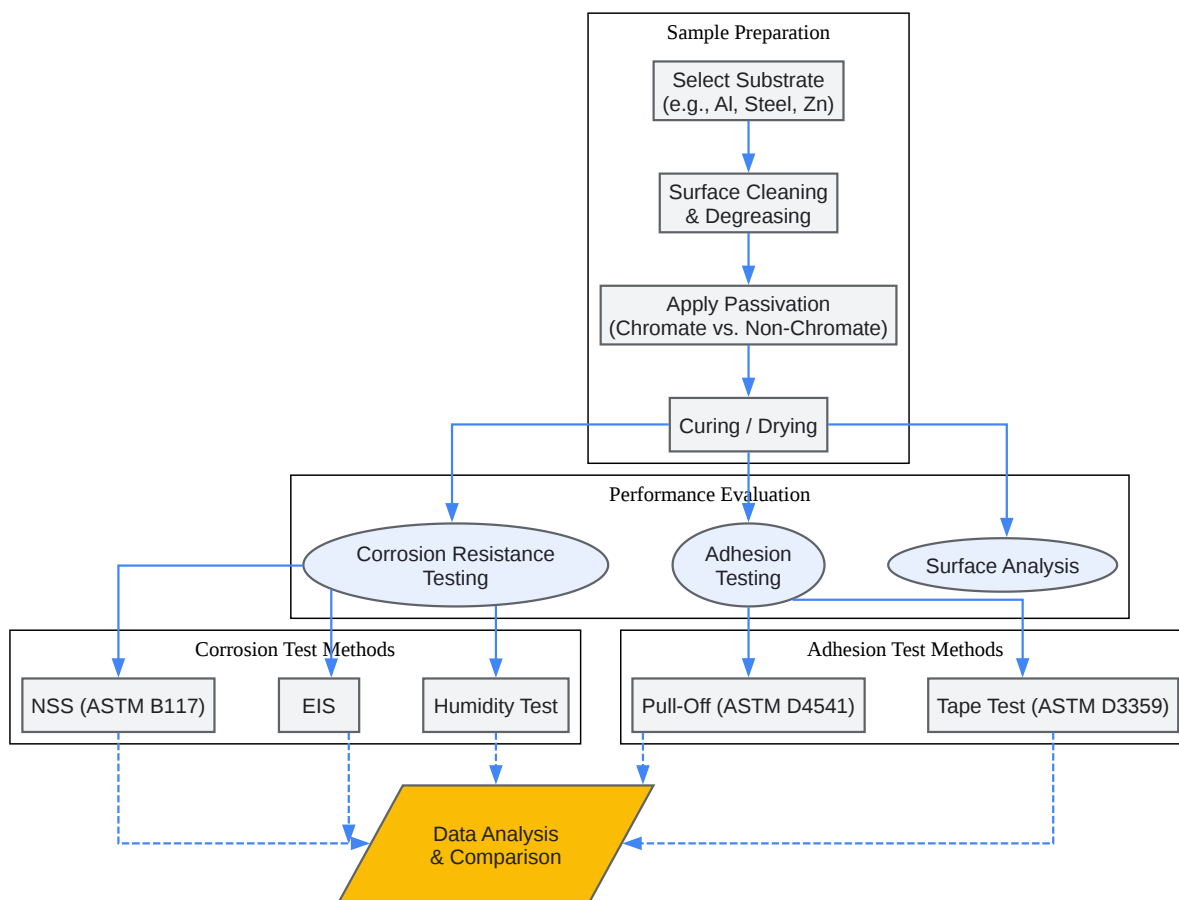 Sample Preparation
Select Substrate
(e.g., Al, Steel, Zn)
Surface Cleaning
& Degreasing
Apply Passivation
(Chromate vs. Non-Chromate)
Curing / Drying
Performance Evaluation
Corrosion Resistance
Testing
Adhesion
Testing
Surface Analysis
Corrosion Test Methods
Adhesion Test Methods
NSS (ASTM B117)
EIS
Humidity Test
Pull-Off (ASTM D4541)
Tape Test (ASTM D3359)
Data Analysis
& Comparison